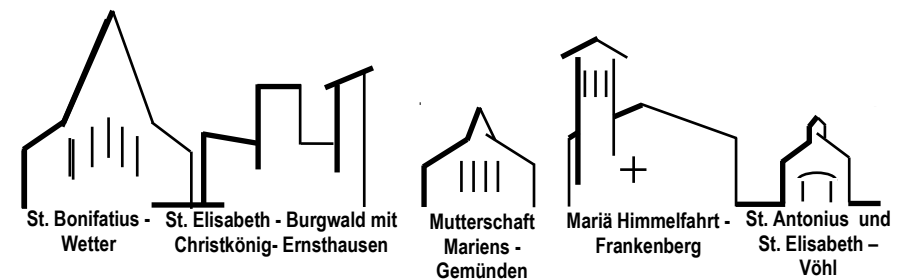 St. Bonifatius -
Wetter
St. Elisabeth - Burgwald mit
Christkönig- Ernsthausen
Mutterschaft
Mariens -
Gemünden
Mariä Himmelfahrt -
Frankenberg
St. Antonius und
St. Elisabeth –
Vöhl